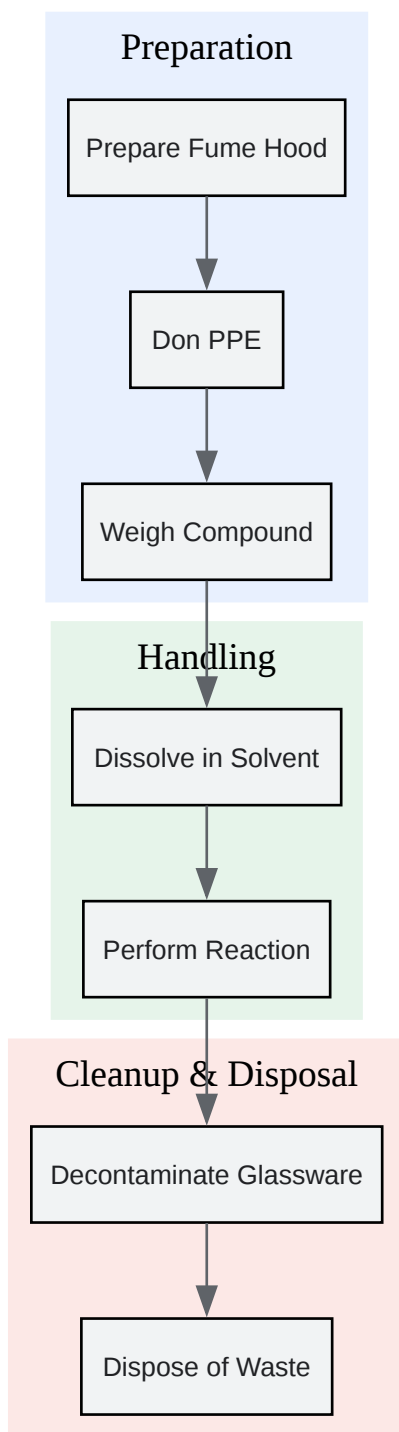 Preparation
Prepare Fume Hood
Don PPE
Weigh Compound
Handling
Dissolve in Solvent
Perform Reaction
Cleanup & Disposal
Decontaminate Glassware
Dispose of Waste